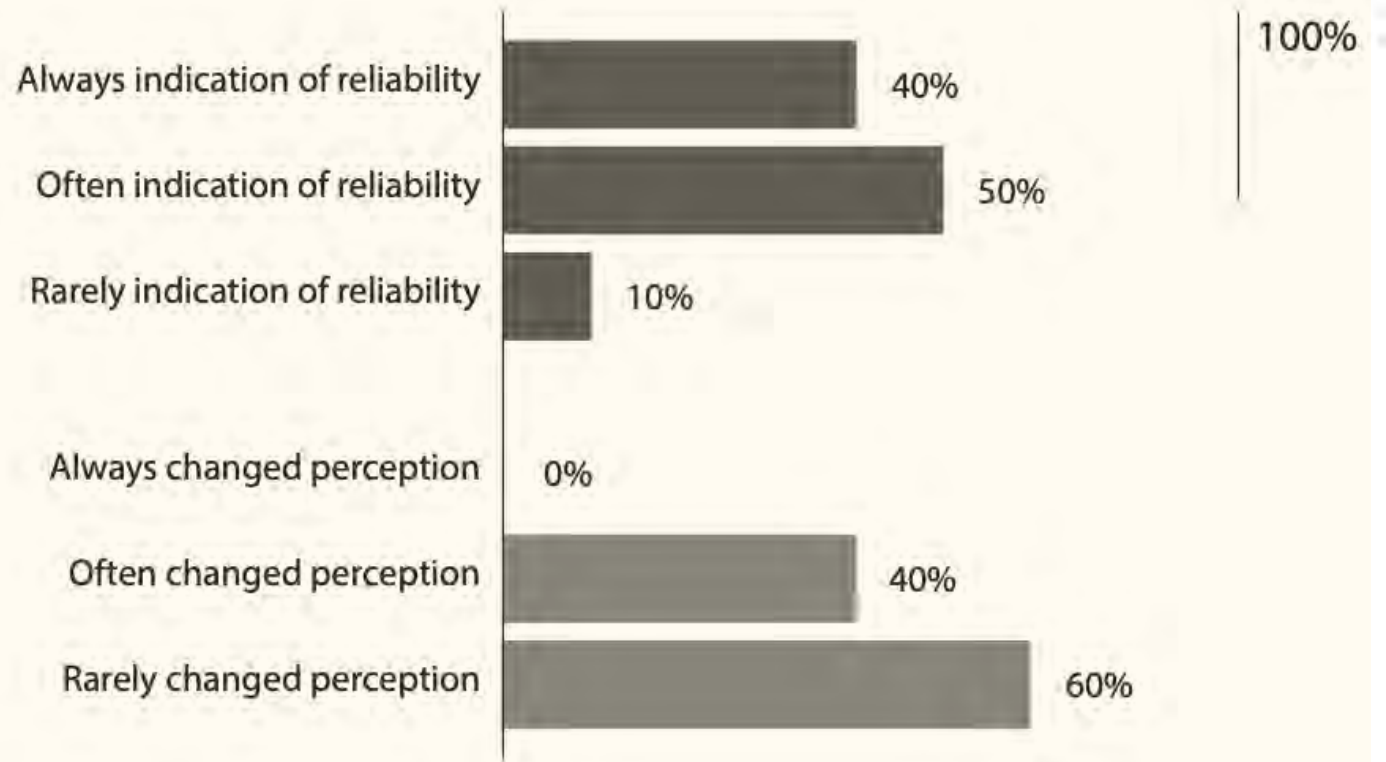 100%
Always indication of reliability 40%
Often indication of reliability 50%
Rarely indication of reliability 10%
Always changed perception 0%
Often changed perception 40%
Rarely changed perception 60%